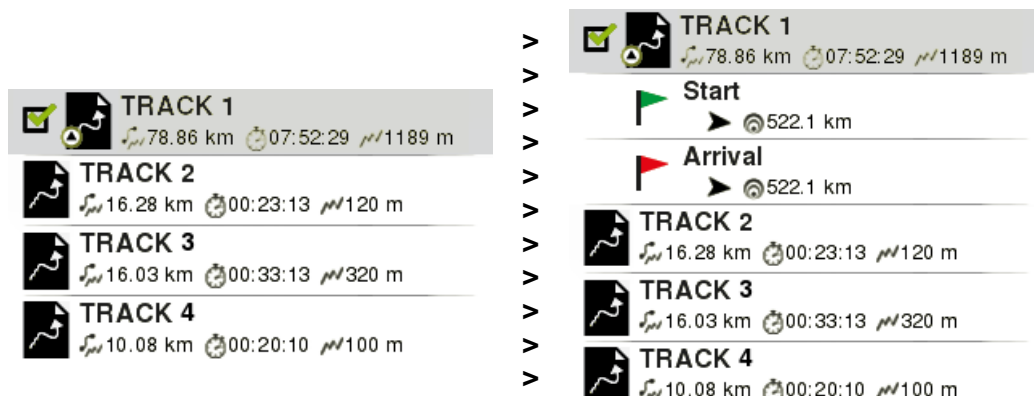 TRACK 1
78.86 km 07:52:29 1189 m
TRACK 2
16.28 km 00:23:13 120 m
TRACK 3
16.03 km 00:33:13 320 m
TRACK 4
10.08 km 00:20:10 100 m
>
>
>
>
>
>
>
>
>
>
>
TRACK 1
78.86 km 07:52:29 1189 m
Start
522.1 km
Arrival
522.1 km
TRACK 2
16.28 km 00:23:13 120 m
TRACK 3
16.03 km 00:33:13 320 m
TRACK 4
10.08 km 00:20:10 100 m